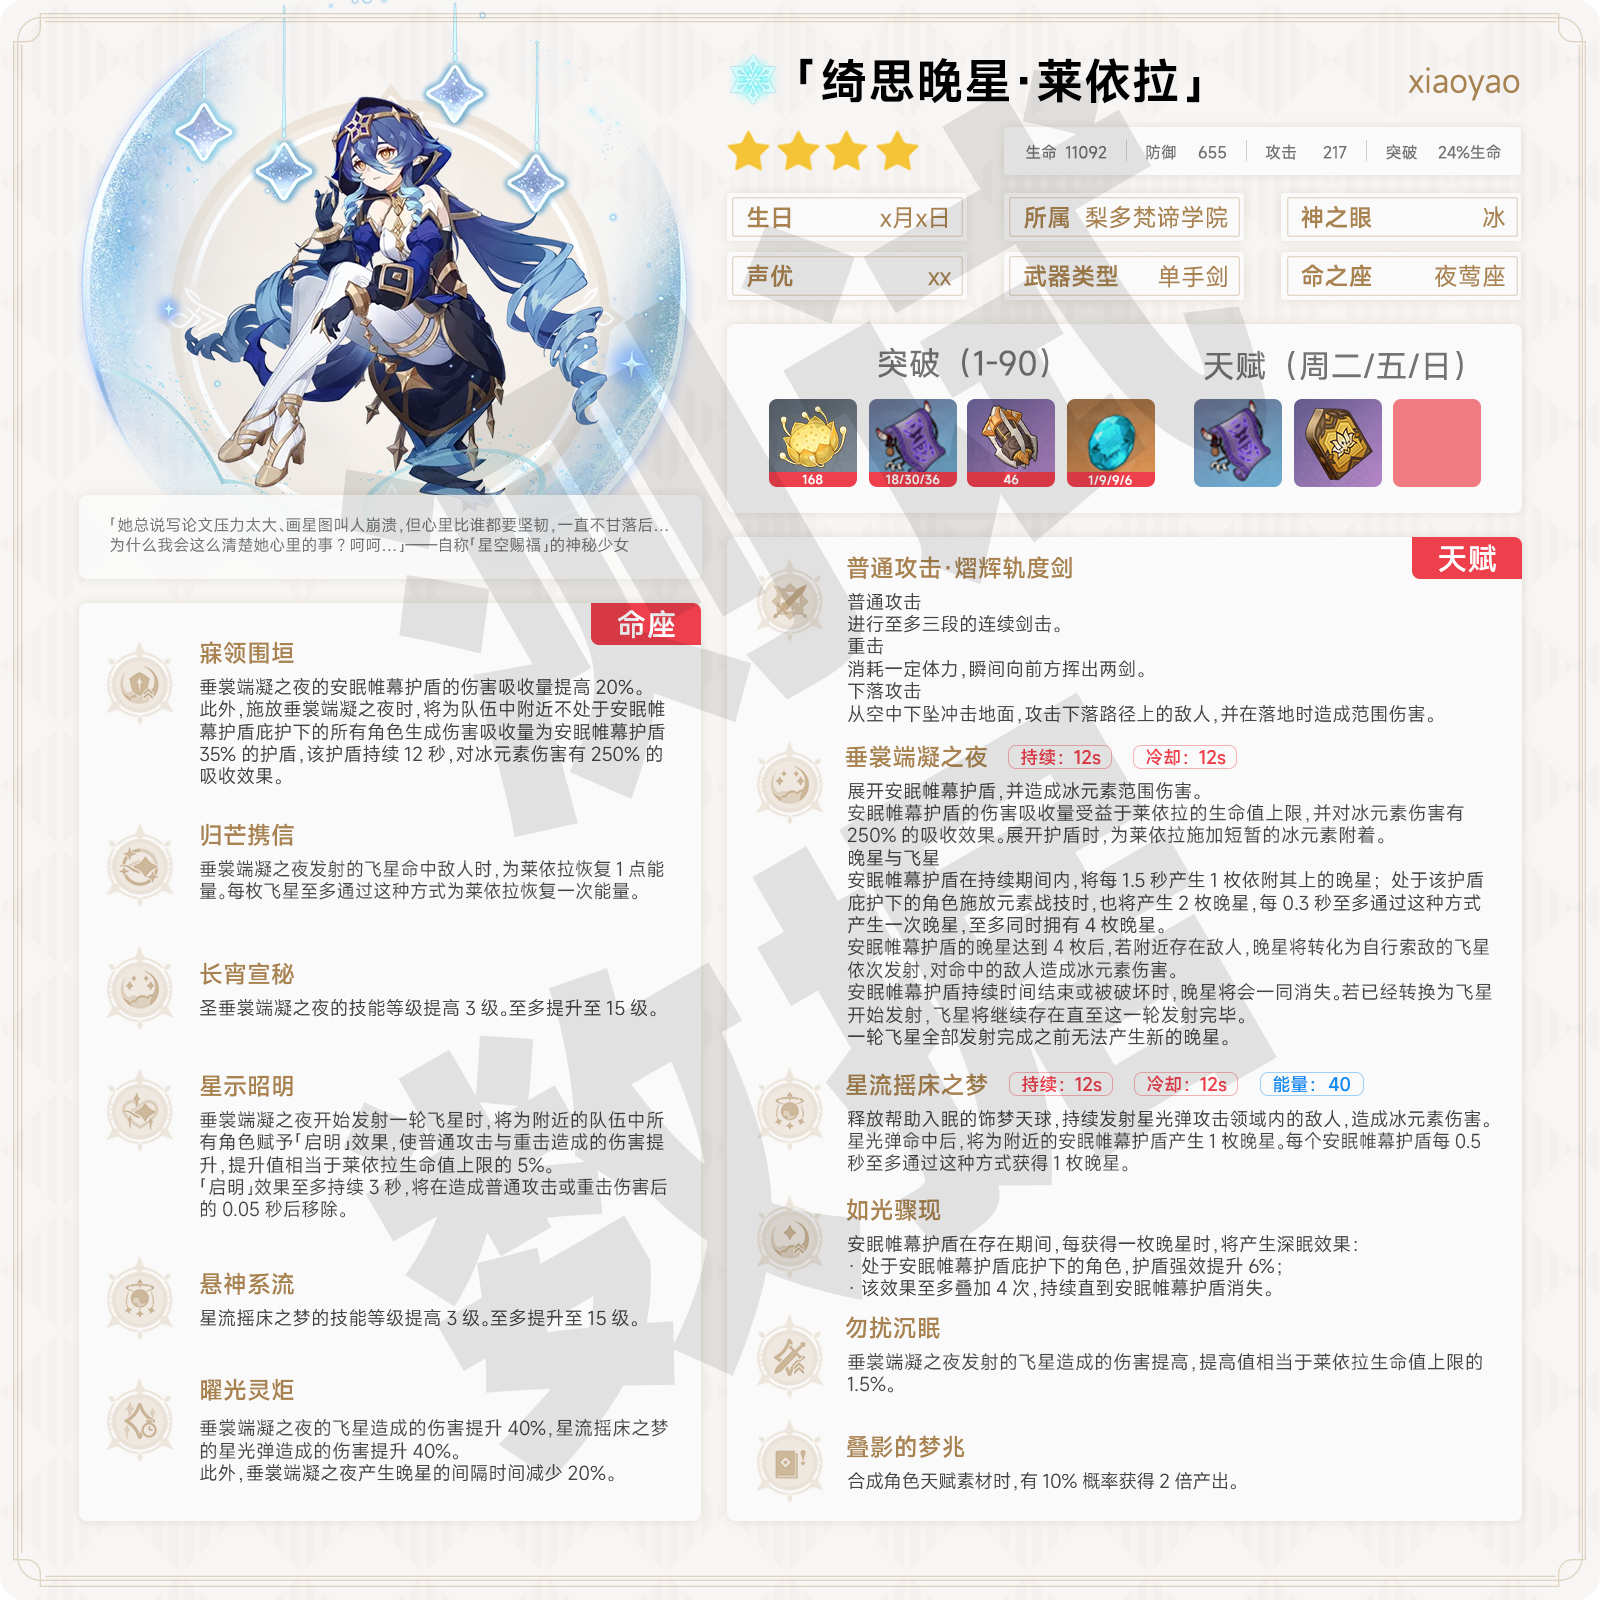 「绮思晚星·莱依拉」
xiaoyao
生命 11092 防御 655 攻击 217 突破 24%生命
生日 x月x日
所属 梨多梵谛学院
神之眼 冰
声优 xx
武器类型 单手剑
命之座 夜莺座
突破（1-90）
天赋（周二/五/日）
168
18/30/36
46
1/9/9/6
「她总说写论文压力太大、画星图叫人崩溃,但心里比谁都要坚韧,一直不甘落后...
为什么我会这么清楚她心里的事？呵呵...」——自称「星空赐福」的神秘少女
命座
寐领围垣
垂裳端凝之夜的安眠帷幕护盾的伤害吸收量提高 20%。
此外,施放垂裳端凝之夜时,将为队伍中附近不处于安眠帷
幕护盾庇护下的所有角色生成伤害吸收量为安眠帷幕护盾
35% 的护盾,该护盾持续 12 秒,对冰元素伤害有 250% 的
吸收效果。
归芒携信
垂裳端凝之夜发射的飞星命中敌人时,为莱依拉恢复 1 点能
量。每枚飞星至多通过这种方式为莱依拉恢复一次能量。
长宵宣秘
圣垂裳端凝之夜的技能等级提高 3 级。至多提升至 15 级。
星示昭明
垂裳端凝之夜开始发射一轮飞星时,将为附近的队伍中所
有角色赋予「启明」效果,使普通攻击与重击造成的伤害提
升,提升值相当于莱依拉生命值上限的 5%。
「启明」效果至多持续 3 秒,将在造成普通攻击或重击伤害后
的 0.05 秒后移除。
悬神系流
星流摇床之梦的技能等级提高 3 级。至多提升至 15 级。
曜光灵炬
垂裳端凝之夜的飞星造成的伤害提升 40%,星流摇床之梦
的星光弹造成的伤害提升 40%。
此外,垂裳端凝之夜产生晚星的间隔时间减少 20%。
天赋
普通攻击·熠辉轨度剑
普通攻击
进行至多三段的连续剑击。
重击
消耗一定体力,瞬间向前方挥出两剑。
下落攻击
从空中下坠冲击地面,攻击下落路径上的敌人,并在落地时造成范围伤害。
垂裳端凝之夜 持续：12s 冷却：12s
展开安眠帷幕护盾,并造成冰元素范围伤害。
安眠帷幕护盾的伤害吸收量受益于莱依拉的生命值上限,并对冰元素伤害有
250% 的吸收效果。展开护盾时,为莱依拉施加短暂的冰元素附着。
晚星与飞星
安眠帷幕护盾在持续期间内,将每 1.5 秒产生 1 枚依附其上的晚星；处于该护盾
庇护下的角色施放元素战技时,也将产生 2 枚晚星,每 0.3 秒至多通过这种方式
产生一次晚星,至多同时拥有 4 枚晚星。
安眠帷幕护盾的晚星达到 4 枚后,若附近存在敌人,晚星将转化为自行索敌的飞星
依次发射,对命中的敌人造成冰元素伤害。
安眠帷幕护盾持续时间结束或被破坏时,晚星将会一同消失。若已经转换为飞星
开始发射,飞星将继续存在直至这一轮发射完毕。
一轮飞星全部发射完成之前无法产生新的晚星。
星流摇床之梦 持续：12s 冷却：12s 能量：40
释放帮助入眠的饰梦天球,持续发射星光弹攻击领域内的敌人,造成冰元素伤害。
星光弹命中后,将为附近的安眠帷幕护盾产生 1 枚晚星。每个安眠帷幕护盾每 0.5
秒至多通过这种方式获得 1 枚晚星。
如光骤现
安眠帷幕护盾在存在期间,每获得一枚晚星时,将产生深眠效果：
· 处于安眠帷幕护盾庇护下的角色,护盾强效提升 6%；
· 该效果至多叠加 4 次,持续直到安眠帷幕护盾消失。
勿扰沉眠
垂裳端凝之夜发射的飞星造成的伤害提高,提高值相当于莱依拉生命值上限的
1.5%。
叠影的梦兆
合成角色天赋素材时,有 10% 概率获得 2 倍产出。
测试
数据